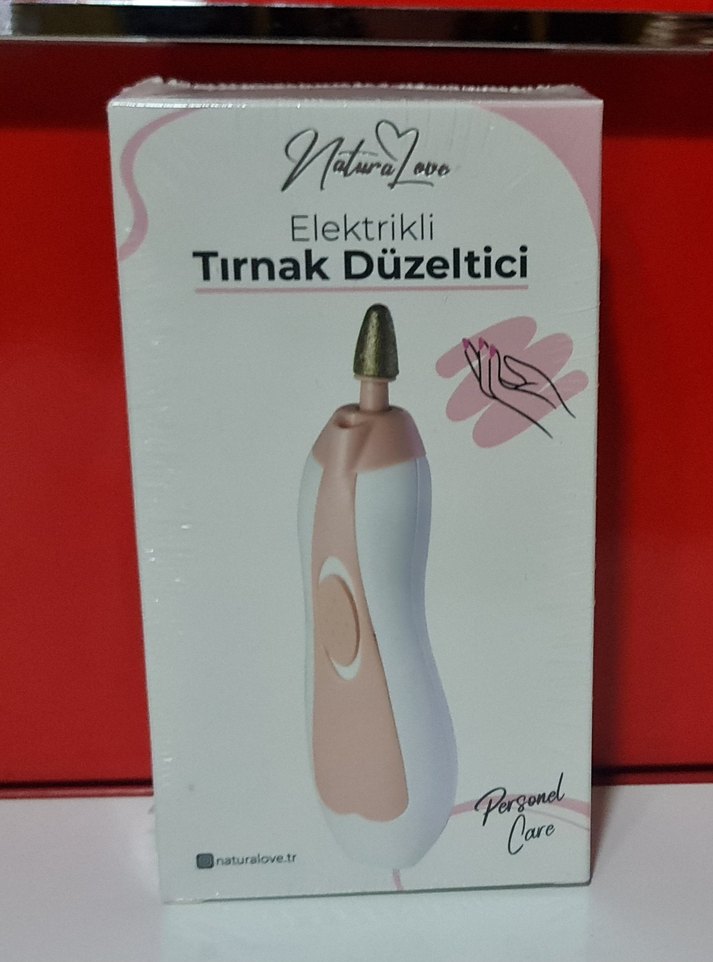 NaturaLove
Elektrikli
Tırnak Düzeltici
Personel
Care
naturalove.tr